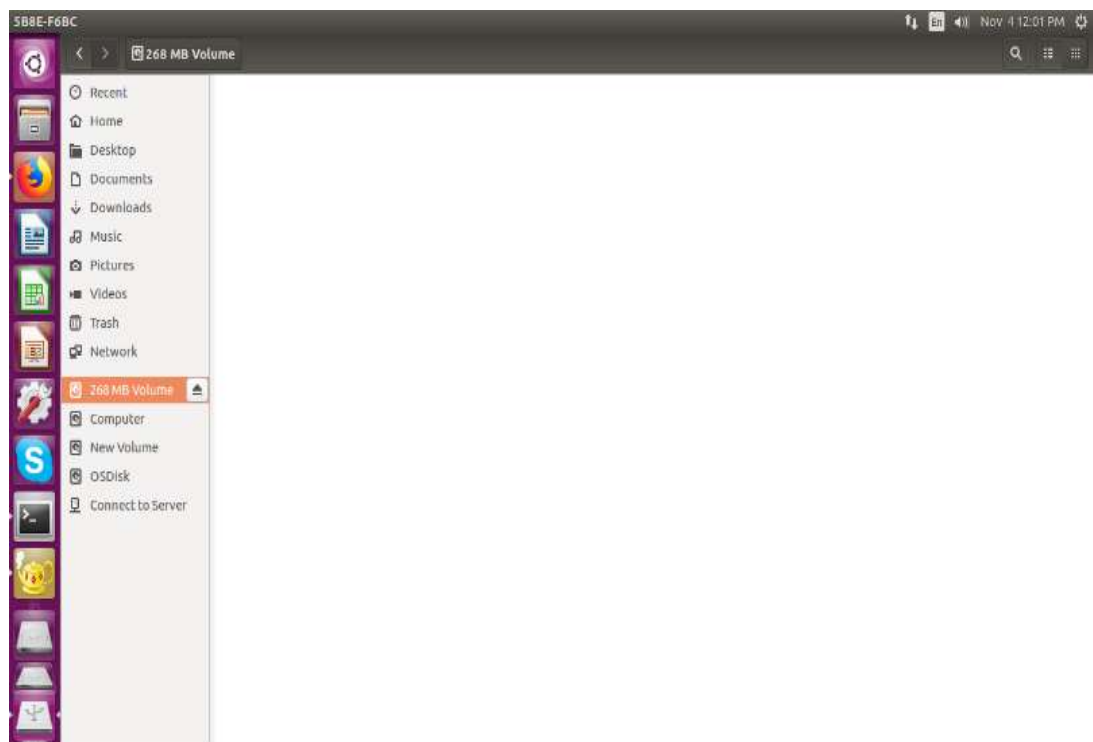 5B8E-F6BC
En
Nov 4 12:01 PM
268 MB Volume
Recent
Home
Desktop
Documents
Downloads
Music
Pictures
Videos
Trash
Network
268 MB Volume
Computer
New Volume
OSDisk
Connect to Server